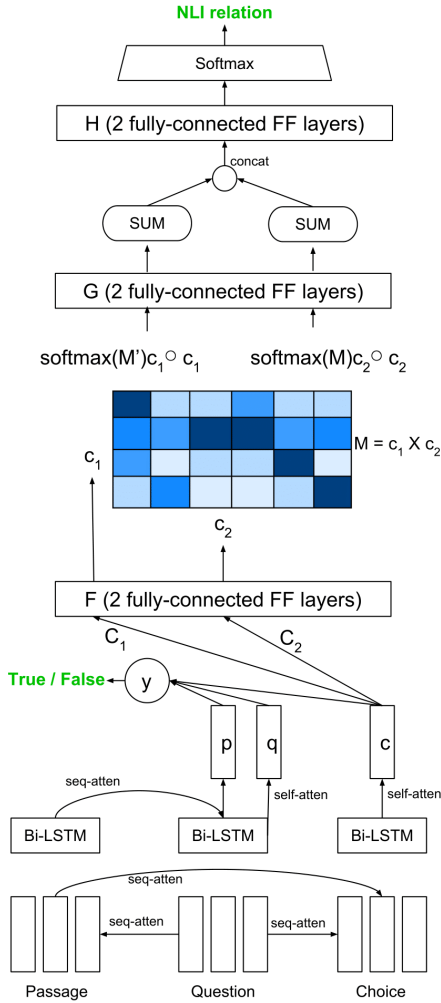 NLI relation
Softmax
H (2 fully-connected FF layers)
concat
SUM SUM
G (2 fully-connected FF layers)
softmax(M')c₁○ c₁ softmax(M)c₂○ c₂
c₁
M = c₁ X c₂
c₂
F (2 fully-connected FF layers)
C₁ C₂
True / False y
p q c
seq-atten self-atten self-atten
Bi-LSTM Bi-LSTM Bi-LSTM
seq-atten
seq-atten seq-atten
Passage Question Choice